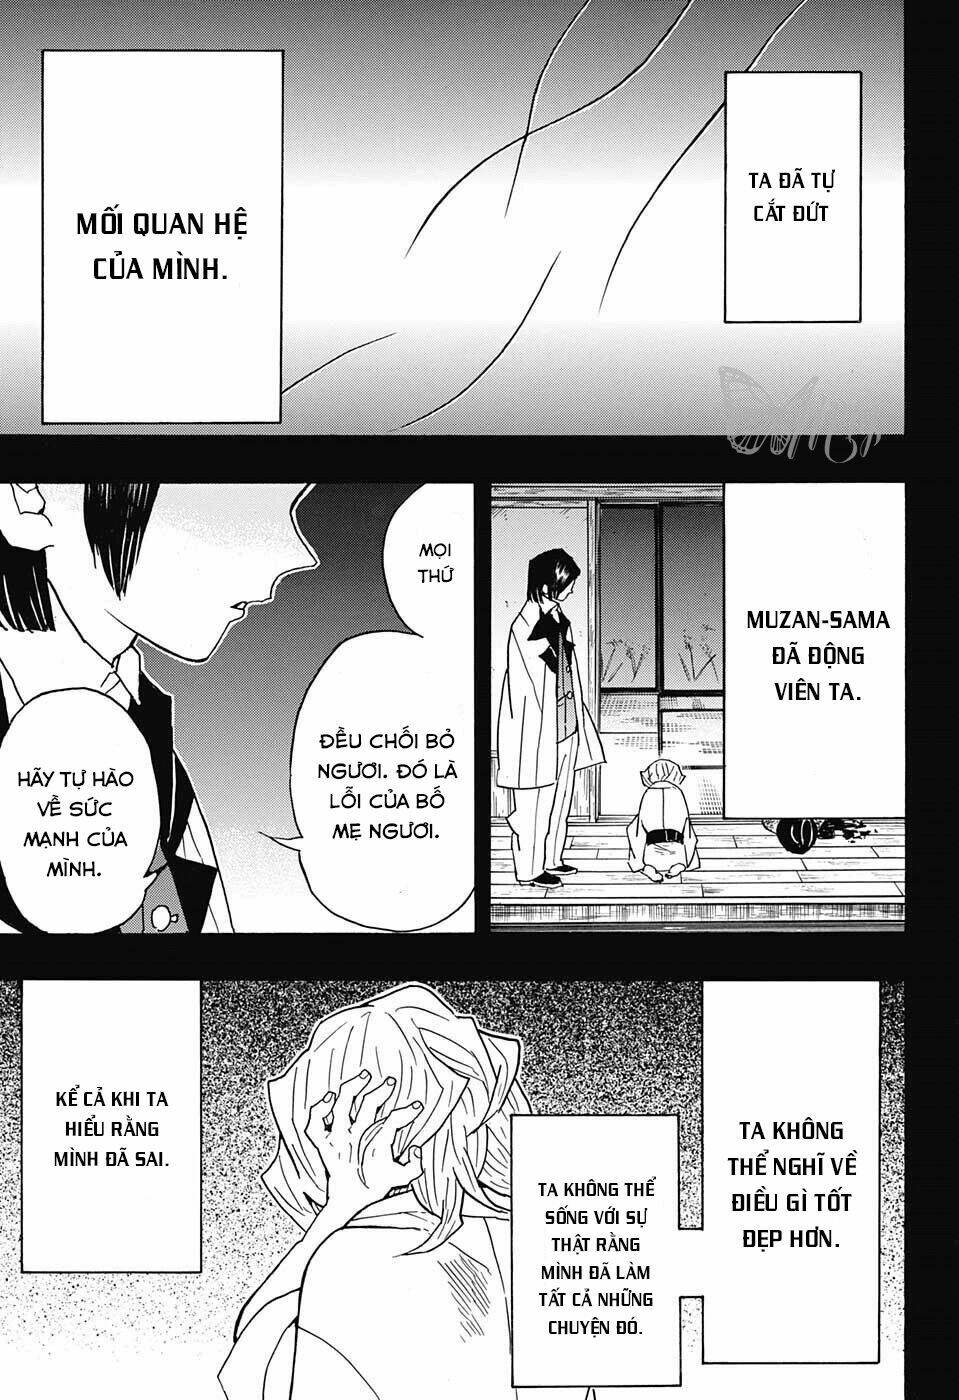 TA ĐÃ TỰ
CẮT ĐỨT
MỐI QUAN HỆ
CỦA MÌNH.
MUZAN-SAMA
ĐÃ ĐỘNG
VIÊN TA.
MỌI
THỨ
ĐỀU CHỐI BỎ
NGƯƠI. ĐÓ LÀ
LỖI CỦA BỐ
MẸ NGƯƠI.
HÃY TỰ HÀO
VỀ SỨC
MẠNH CỦA
MÌNH.
TA KHÔNG
THỂ NGHĨ VỀ
ĐIỀU GÌ TỐT
ĐẸP HƠN.
TA KHÔNG THỂ
SỐNG VỚI SỰ
THẬT RẰNG
MÌNH ĐÃ LÀM
TẤT CẢ NHỮNG
CHUYỆN ĐÓ.
KỂ CẢ KHI TA
HIỂU RẰNG
MÌNH ĐÃ SAI.